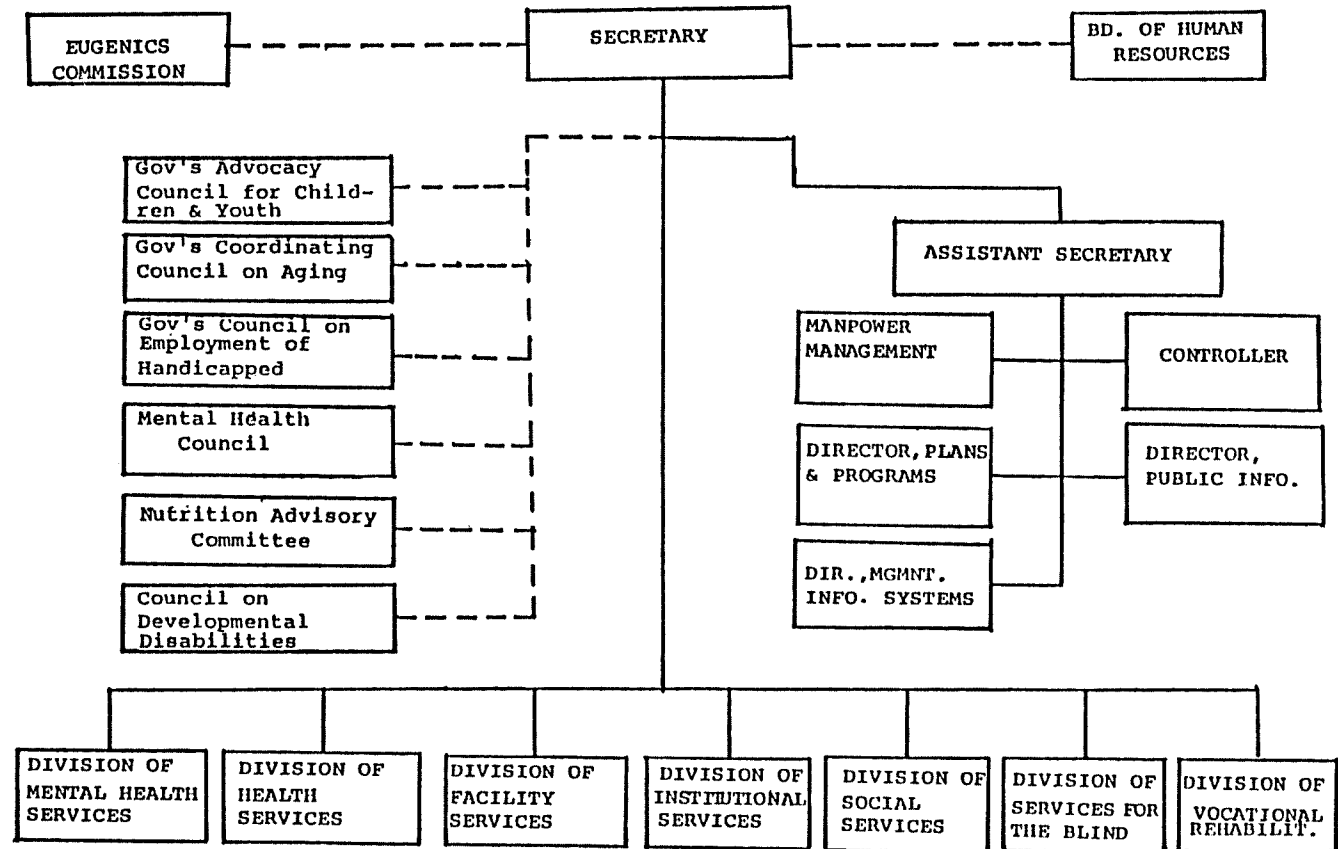 EUGENICS
COMMISSION
SECRETARY
BD. OF HUMAN
RESOURCES
Gov's Advocacy
Council for Child-
ren & Youth
Gov's Coordinating
Council on Aging
Gov's Council on
Employment of
Handicapped
Mental Health
Council
Nutrition Advisory
Committee
Council on
Developmental
Disabilities
ASSISTANT SECRETARY
MANPOWER
MANAGEMENT
CONTROLLER
DIRECTOR, PLANS
& PROGRAMS
DIRECTOR,
PUBLIC INFO.
DIR., MGMNT.
INFO. SYSTEMS
DIVISION OF
MENTAL HEALTH
SERVICES
DIVISION OF
HEALTH
SERVICES
DIVISION OF
FACILITY
SERVICES
DIVISION OF
INSTITUTIONAL
SERVICES
DIVISION OF
SOCIAL
SERVICES
DIVISION OF
SERVICES FOR
THE BLIND
DIVISION OF
VOCATIONAL
REHABILIT.